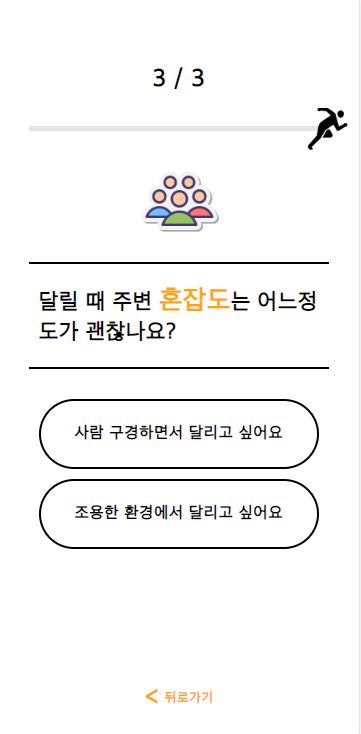 3 / 3
달릴 때 주변 혼잡도는 어느정
도가 괜찮나요?
사람 구경하면서 달리고 싶어요
조용한 환경에서 달리고 싶어요
< 뒤로가기